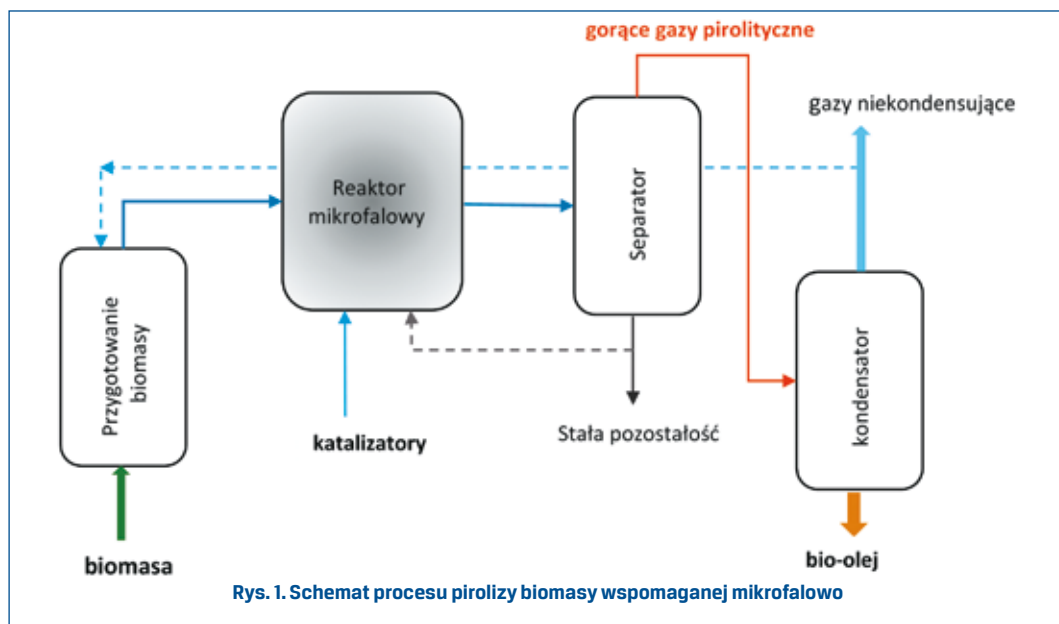 gorące gazy pirolityczne
gazy niekondensujące
Reaktor
mikrofalowy
Separator
Przygotowanie
biomasy
kondensator
katalizatory
Stała pozostałość
biomasa
bio-olej
Rys. 1. Schemat procesu pirolizy biomasy wspomaganej mikrofalowo